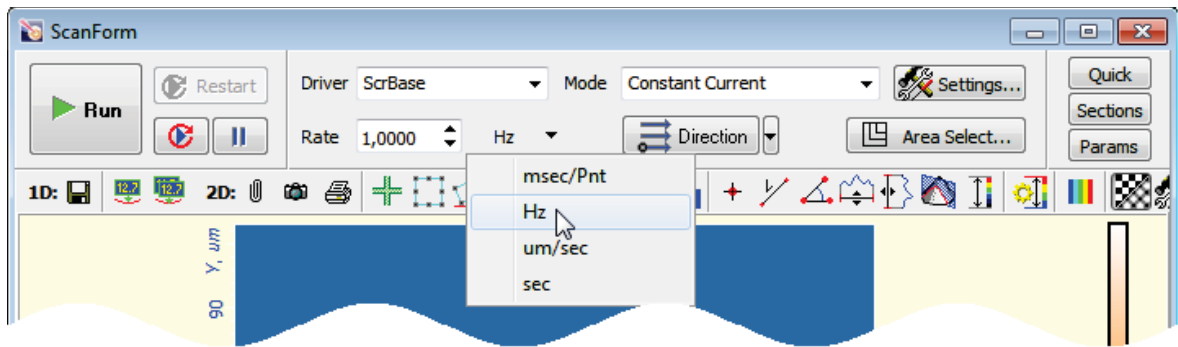 ScanForm
Run
Restart
Driver ScrBase Mode Constant Current Settings...
Rate 1,0000 Hz Direction Area Select...
Quick
Sections
Params
1D: 12.7 12.7 2D:
msec/Pnt
Hz
um/sec
sec
Y, um
90